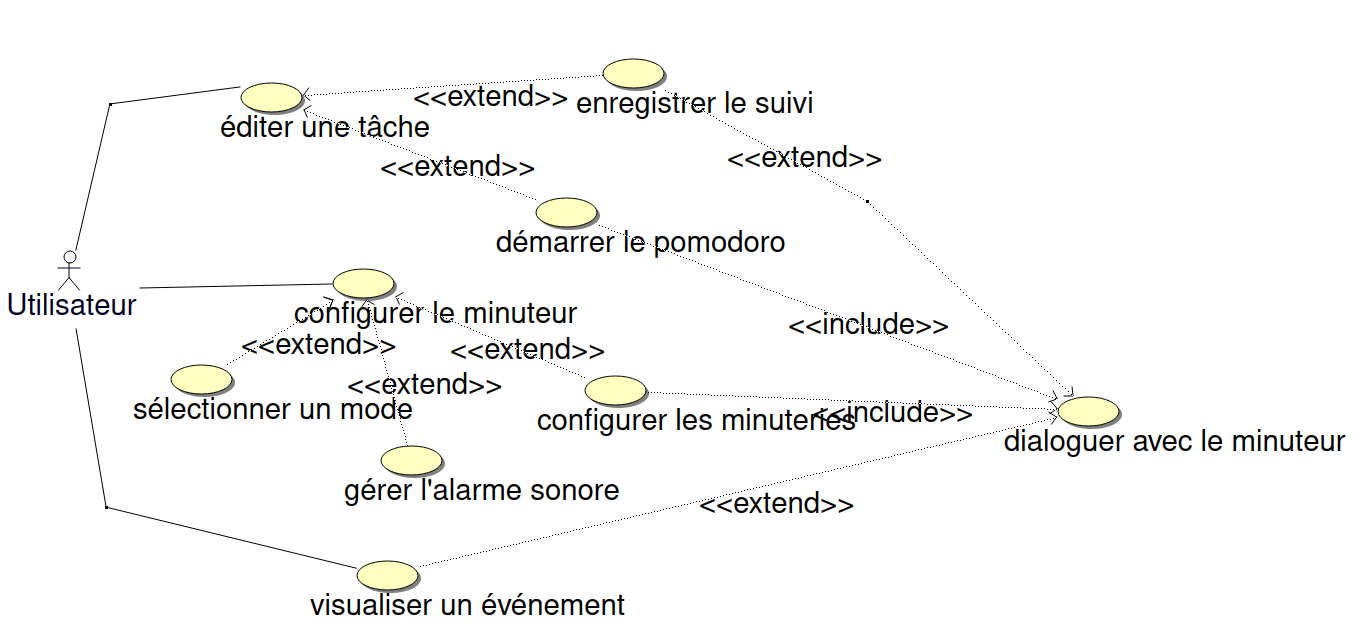 <<extend>>
enregistrer le suivi
éditer une tâche
<<extend>>
<<extend>>
démarrer le pomodoro
Utilisateur
configurer le minuteur
<<include>>
<<extend>>
<<extend>>
<<extend>>
sélectionner un mode
configurer les minuteries
<<include>>
dialoguer avec le minuteur
gérer l'alarme sonore
<<extend>>
visualiser un événement